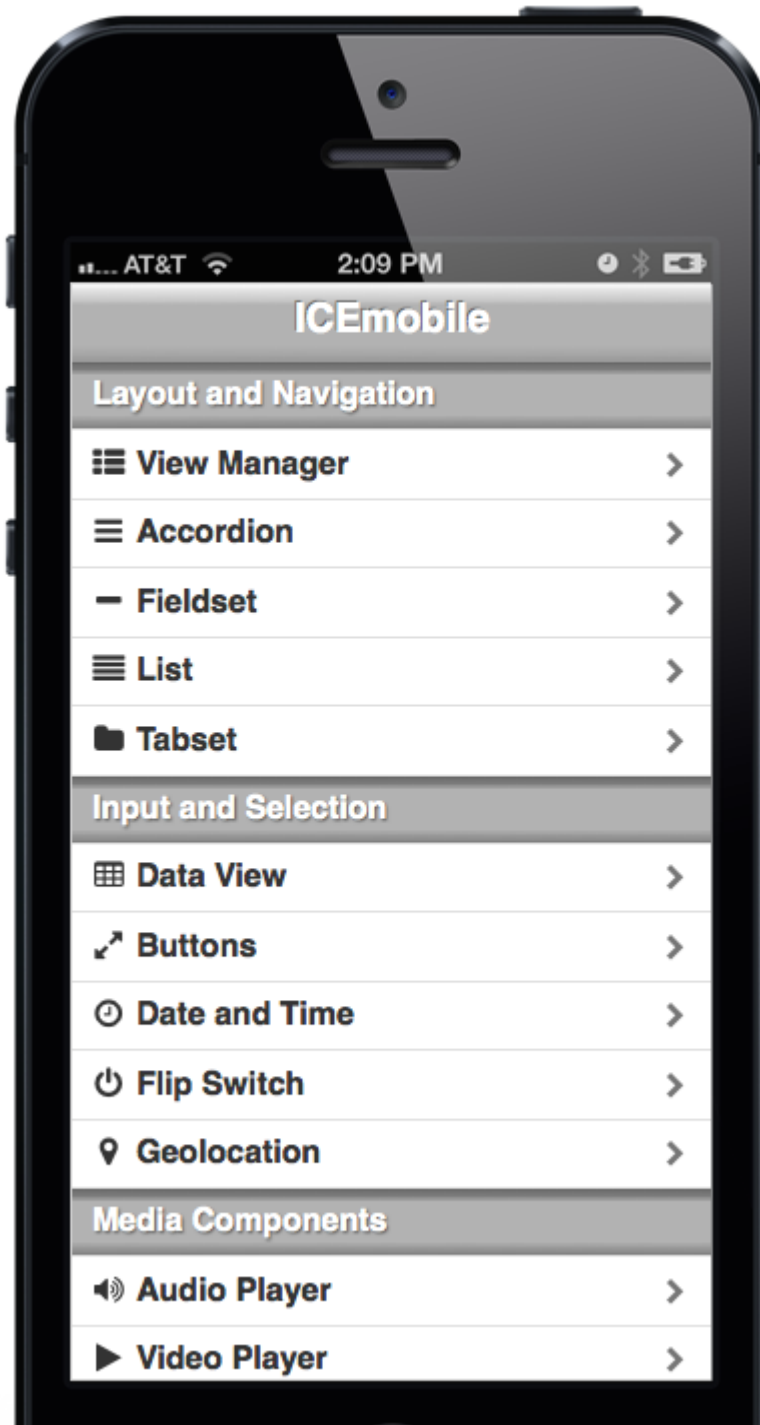 AT&T 2:09 PM
ICEmobile
Layout and Navigation
View Manager
Accordion
Fieldset
List
Tabset
Input and Selection
Data View
Buttons
Date and Time
Flip Switch
Geolocation
Media Components
Audio Player
Video Player